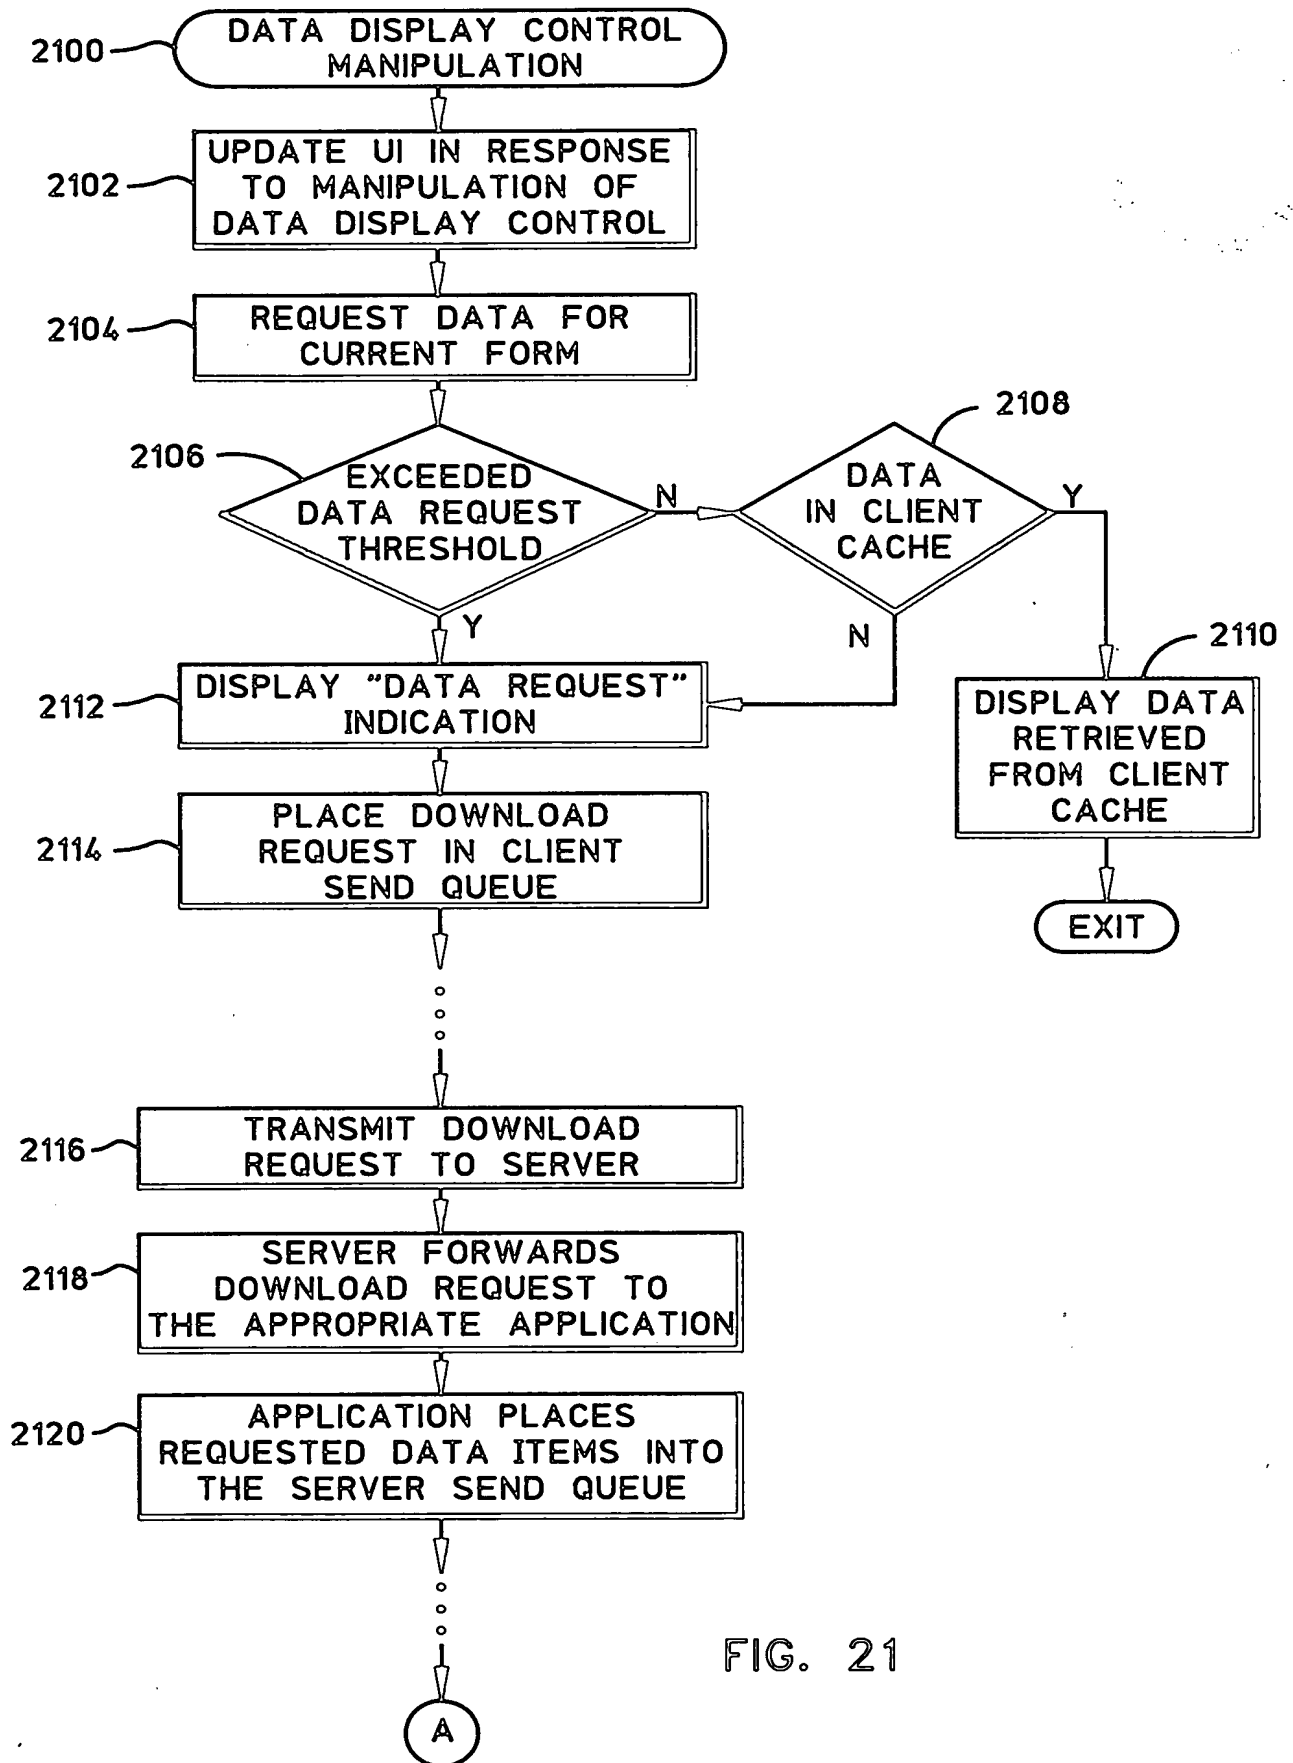 2100
DATA DISPLAY CONTROL
MANIPULATION
2102
UPDATE UI IN RESPONSE
TO MANIPULATION OF
DATA DISPLAY CONTROL
2104
REQUEST DATA FOR
CURRENT FORM
2106
EXCEEDED
DATA REQUEST
THRESHOLD
N
Y
2108
DATA
IN CLIENT
CACHE
Y
N
2110
DISPLAY DATA
RETRIEVED
FROM CLIENT
CACHE
EXIT
2112
DISPLAY "DATA REQUEST"
INDICATION
2114
PLACE DOWNLOAD
REQUEST IN CLIENT
SEND QUEUE
2116
TRANSMIT DOWNLOAD
REQUEST TO SERVER
2118
SERVER FORWARDS
DOWNLOAD REQUEST TO
THE APPROPRIATE APPLICATION
2120
APPLICATION PLACES
REQUESTED DATA ITEMS INTO
THE SERVER SEND QUEUE
A
FIG. 21